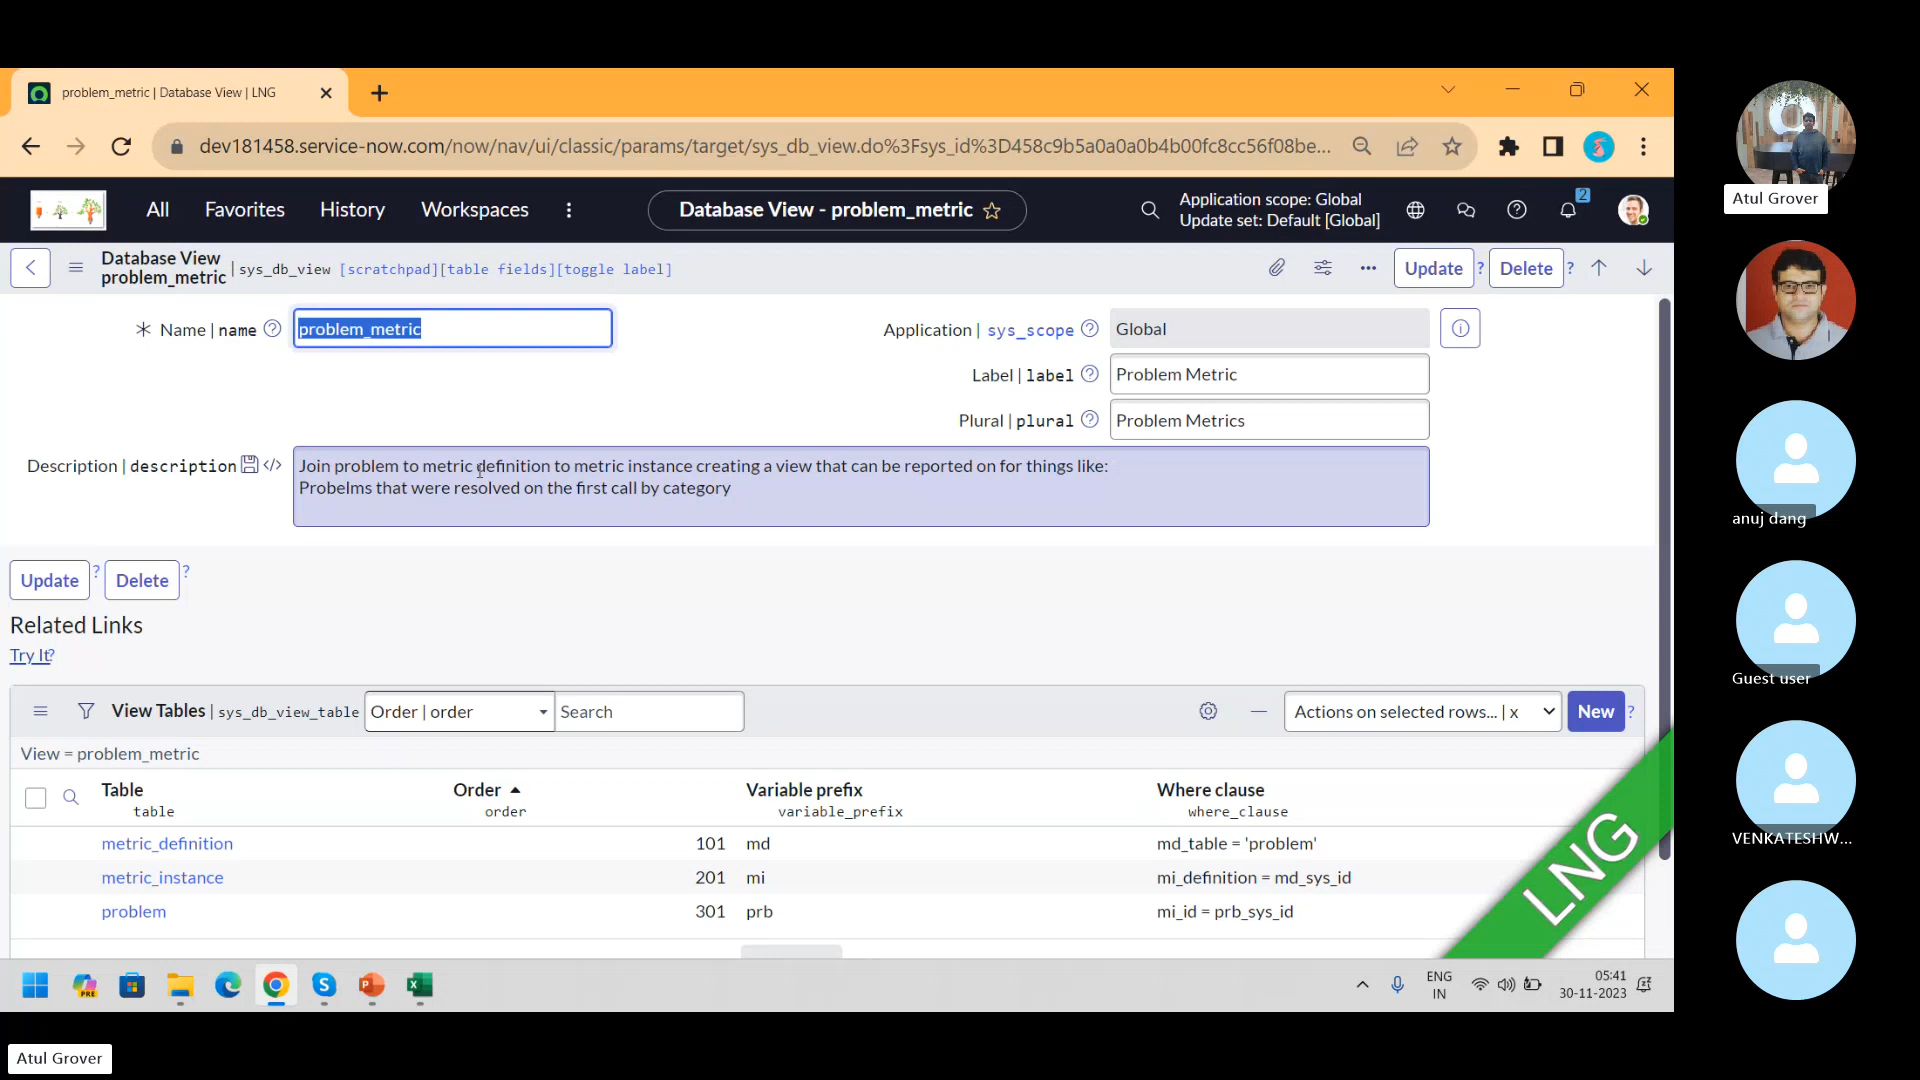 problem_metric | Database View | LNG
dev181458.service-now.com/now/nav/ui/classic/params/target/sys_db_view.do%3Fsys_id%3D458c9b5a0a0a0b4b00fc8cc56f08be...
All Favorites History Workspaces
Database View - problem_metric
Application scope: Global
Update set: Default [Global]
2
Database View
problem_metric | sys_db_view [scratchpad][table fields][toggle label]
Update ? Delete ?
Name | name problem_metric
Application | sys_scope Global
Label | label Problem Metric
Plural | plural Problem Metrics
Description | description
Join problem to metric definition to metric instance creating a view that can be reported on for things like:
Probelms that were resolved on the first call by category
Update ? Delete ?
Related Links
Try It?
View Tables | sys_db_view_table Order | order Search Actions on selected rows... | x New ?
View = problem_metric
Table Order Variable prefix Where clause
table order variable_prefix where_clause
metric_definition 101 md md_table = 'problem'
metric_instance 201 mi mi_definition = md_sys_id
problem 301 prb mi_id = prb_sys_id
LNG
PRE
ENG
IN
05:41
30-11-2023
Atul Grover
anuj dang
Guest user
VENKATESHW...
Atul Grover